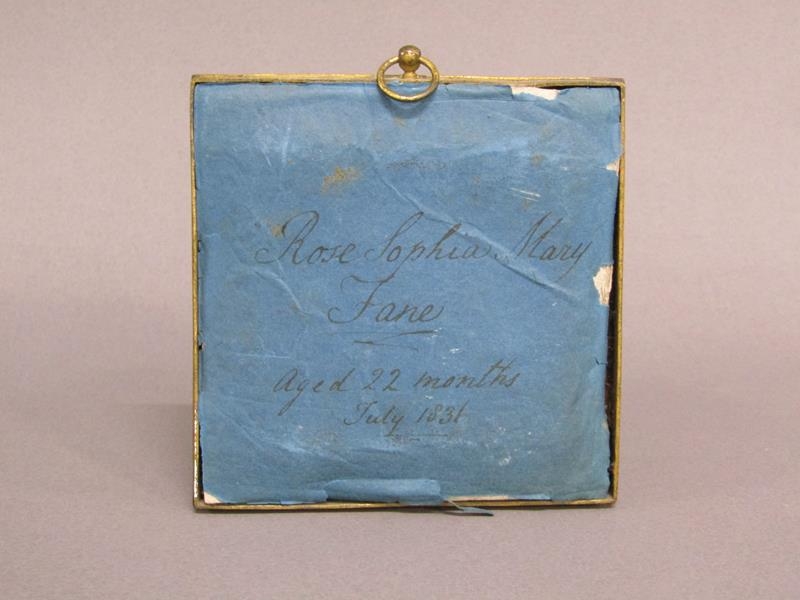 Rose Sophia Mary
Fane
Aged 22 months
July 1831